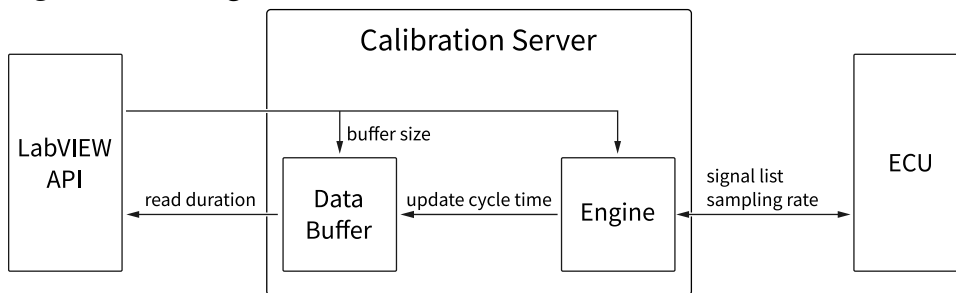 Calibration Server
LabVIEW
API
buffer size
read duration
Data
Buffer
update cycle time
Engine
signal list
sampling rate
ECU